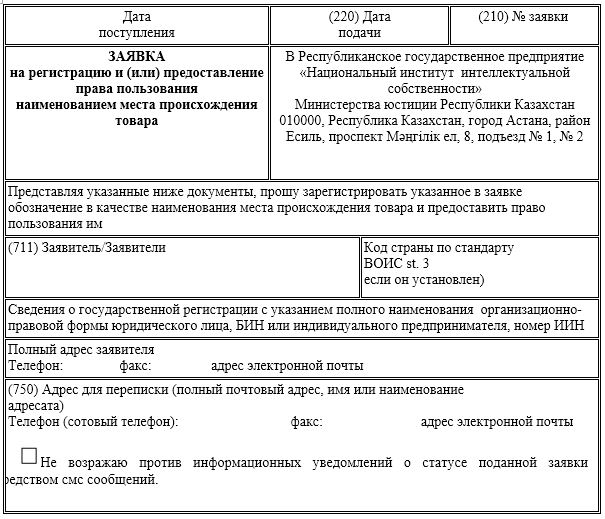 Дата
поступления
(220) Дата
подачи
(210) № заявки
ЗАЯВКА
на регистрацию и (или) предоставление
права пользования
наименованием места происхождения
товара
В Республиканское государственное предприятие
«Национальный институт интеллектуальной
собственности»
Министерства юстиции Республики Казахстан
010000, Республика Казахстан, город Астана, район
Есиль, проспект Мәңгілік ел, 8, подъезд № 1, № 2
Представляя указанные ниже документы, прошу зарегистрировать указанное в заявке
обозначение в качестве наименования места происхождения товара и предоставить право
пользования им
(711) Заявитель/Заявители
Код страны по стандарту
ВОИС st. 3
если он установлен)
Сведения о государственной регистрации с указанием полного наименования организационно-
правовой формы юридического лица, БИН или индивидуального предпринимателя, номер ИИН
Полный адрес заявителя
Телефон: факс: адрес электронной почты
(750) Адрес для переписки (полный почтовый адрес, имя или наименование
адресата)
Телефон (сотовый телефон): факс: адрес электронной почты
Не возражаю против информационных уведомлений о статусе поданной заявки
редством смс сообщений.